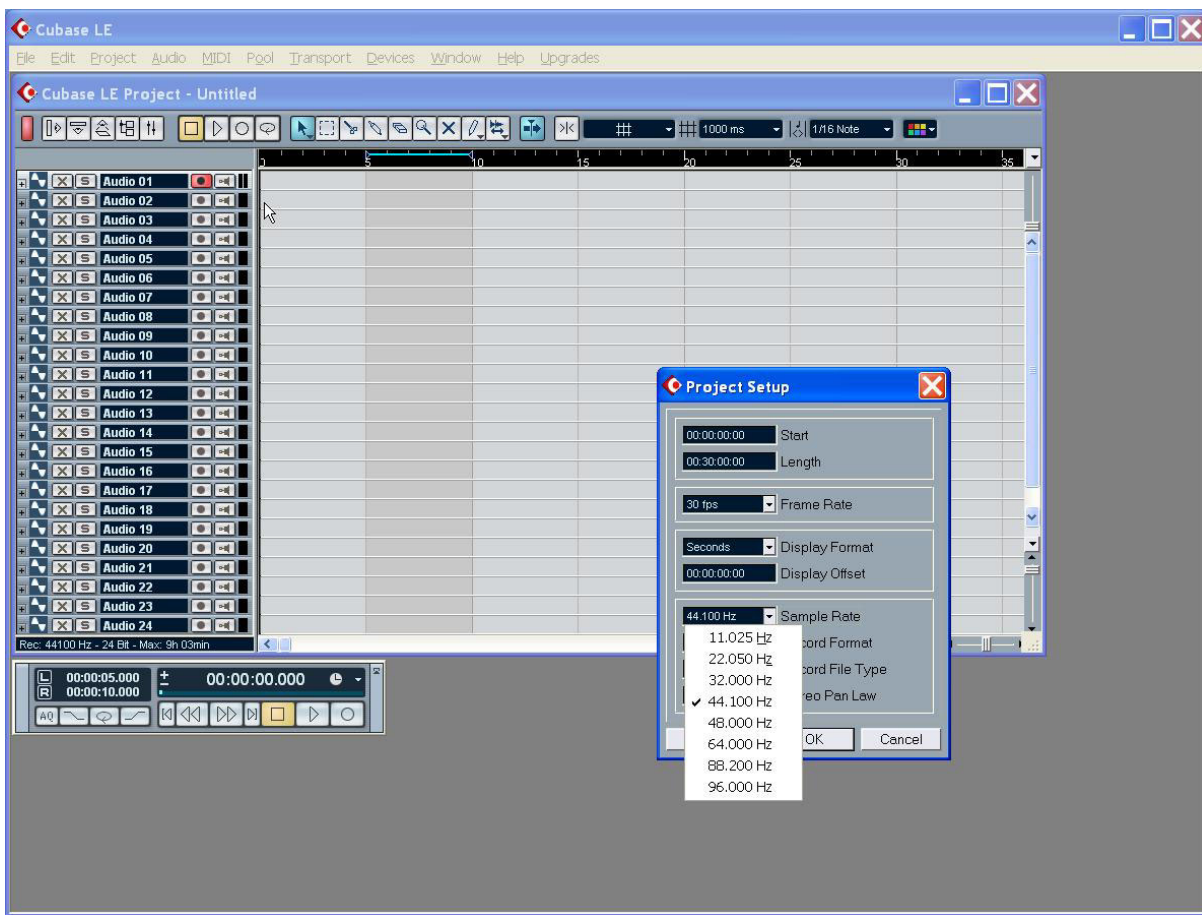 Cubase LE
File Edit Project Audio MIDI Pool Transport Devices Window Help Upgrades
Cubase LE Project - Untitled
1000 ms 1/16 Note
5 10 15 20 25 30 35
X S Audio 01
X S Audio 02
X S Audio 03
X S Audio 04
X S Audio 05
X S Audio 06
X S Audio 07
X S Audio 08
X S Audio 09
X S Audio 10
X S Audio 11
X S Audio 12
X S Audio 13
X S Audio 14
X S Audio 15
X S Audio 16
X S Audio 17
X S Audio 18
X S Audio 19
X S Audio 20
X S Audio 21
X S Audio 22
X S Audio 23
X S Audio 24
Rec: 44100 Hz - 24 Bit - Max: 9h 03min
L 00:00:05.000
R 00:00:10.000
00:00:00.000
AQ
Project Setup
00:00:00:00 Start
00:30:00:00 Length
30 fps Frame Rate
Seconds Display Format
00:00:00:00 Display Offset
44.100 Hz Sample Rate
11.025 Hz
22.050 Hz
32.000 Hz
44.100 Hz
48.000 Hz
64.000 Hz
88.200 Hz
96.000 Hz
cord Format
cord File Type
reo Pan Law
OK Cancel